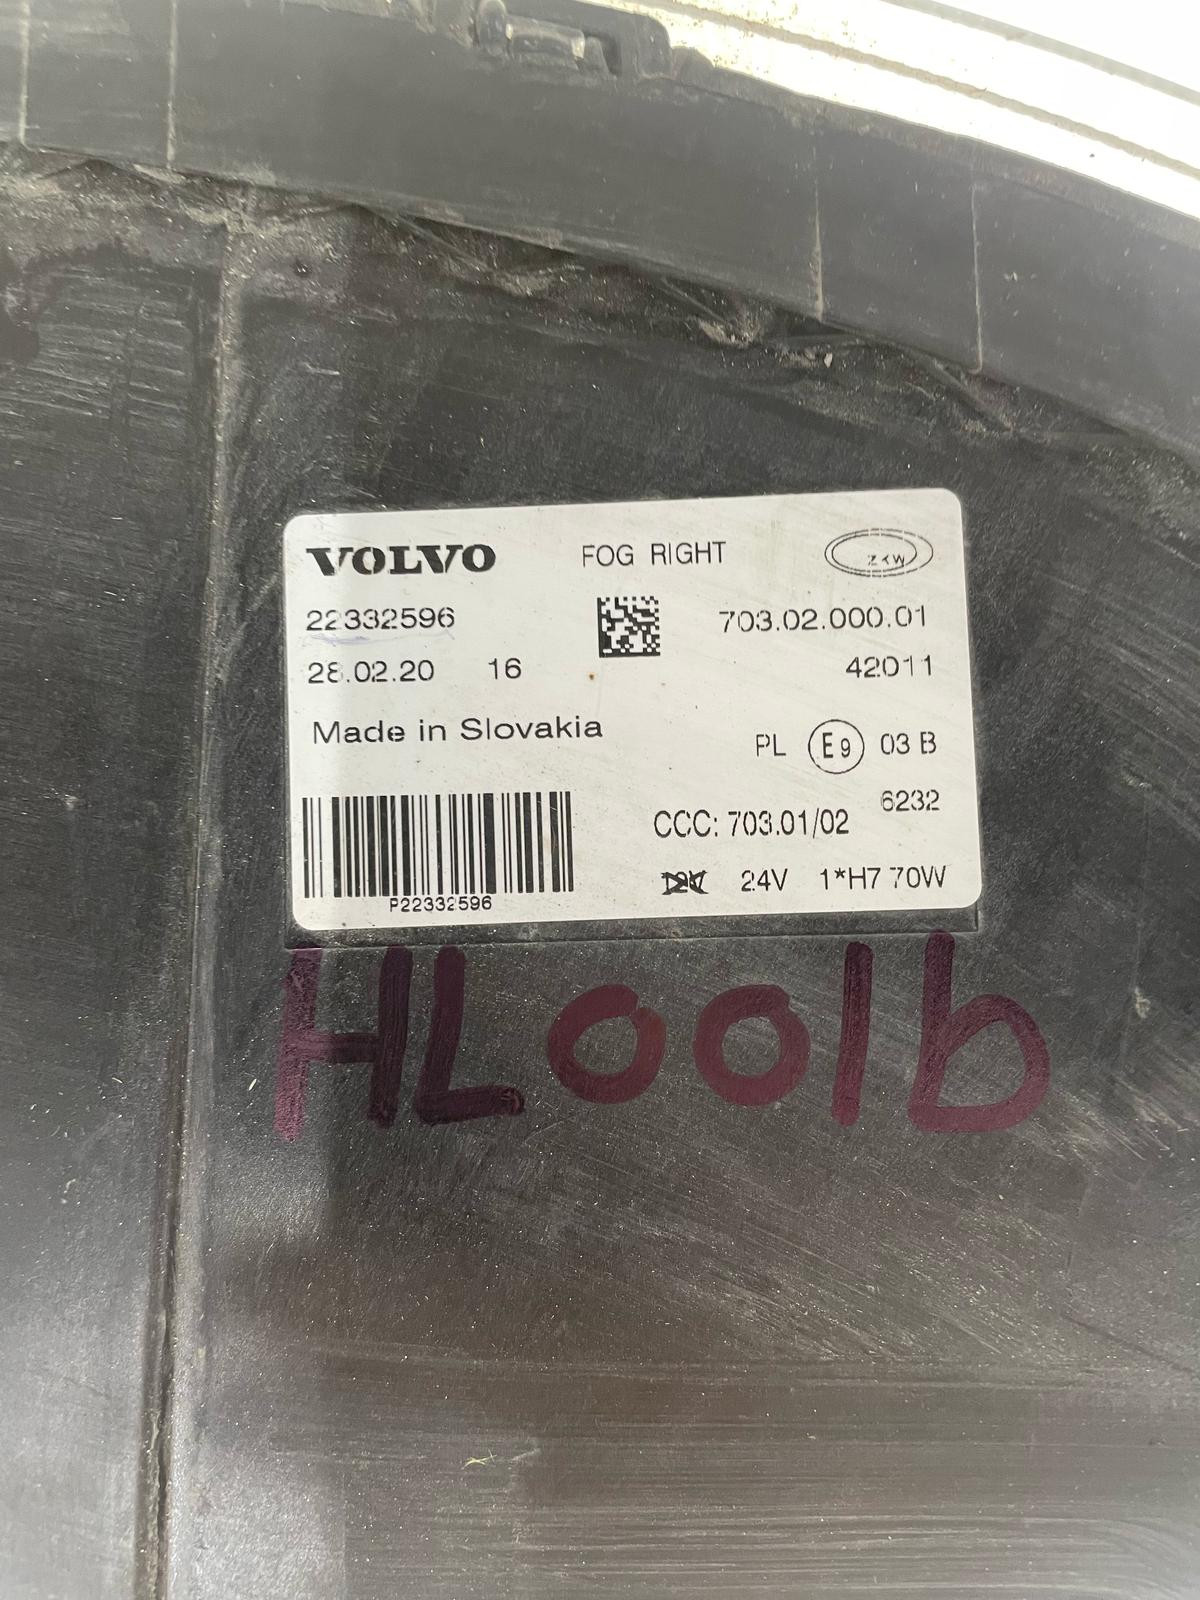 VOLVO FOG RIGHT ZKW
22332596 703.02.000.01
28.02.20 16 42011
Made in Slovakia
PL E9 03 B
6232
CCC: 703.01/02
12V 24V 1*H7 70W
P22332596
HL001b